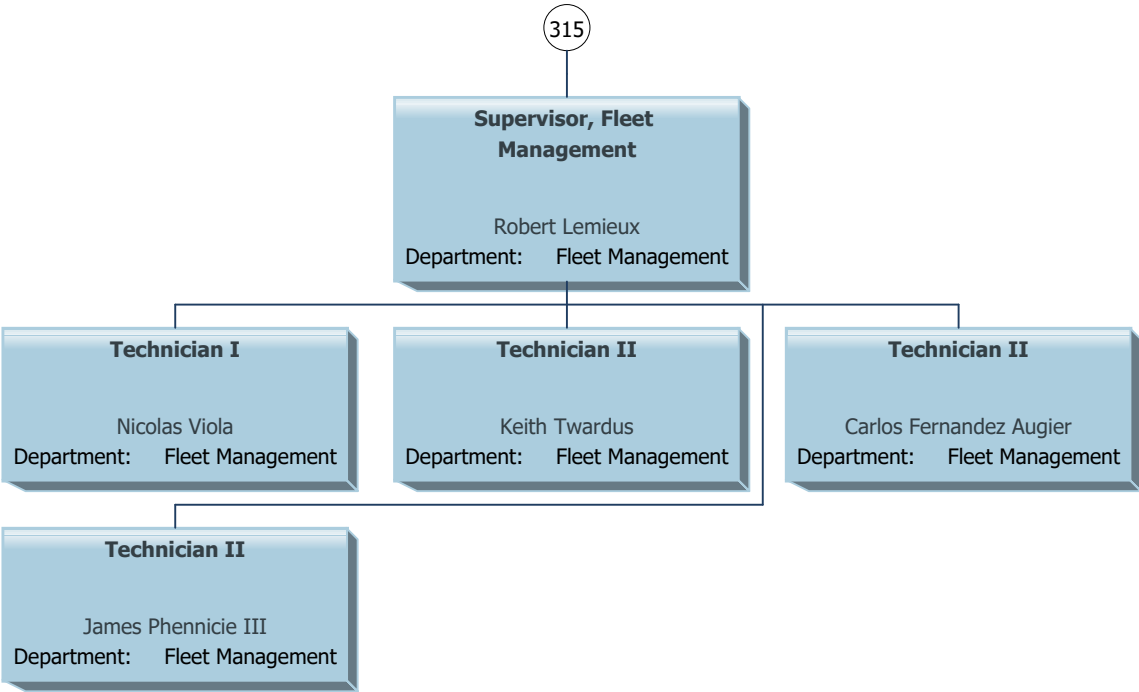 315
Supervisor, Fleet
Management
Robert Lemieux
Department: Fleet Management
Technician I
Nicolas Viola
Department: Fleet Management
Technician II
Keith Twardus
Department: Fleet Management
Technician II
Carlos Fernandez Augier
Department: Fleet Management
Technician II
James Phennicie III
Department: Fleet Management